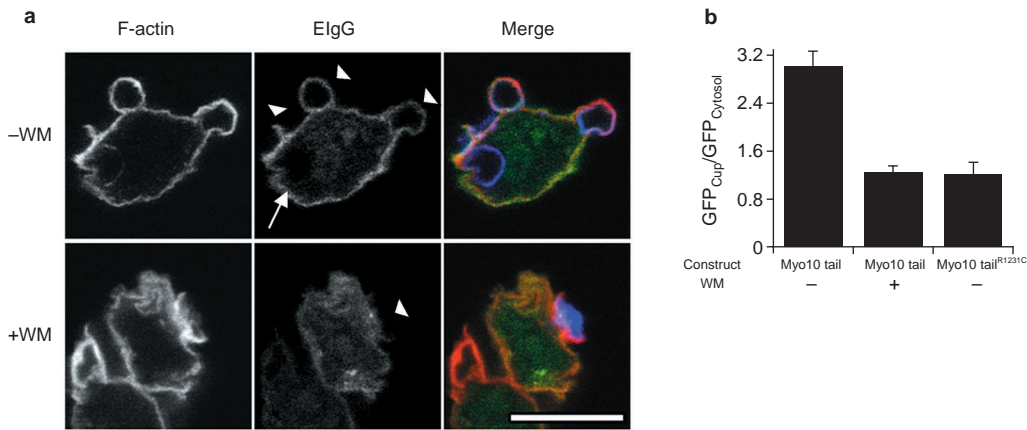 a
F-actin
EIgG
Merge
–WM
+WM
b
GFPCup/GFPCytosol
3.2
2.4
1.6
0.8
0
Construct Myo10 tail Myo10 tail Myo10 tailR1231C
WM – + –